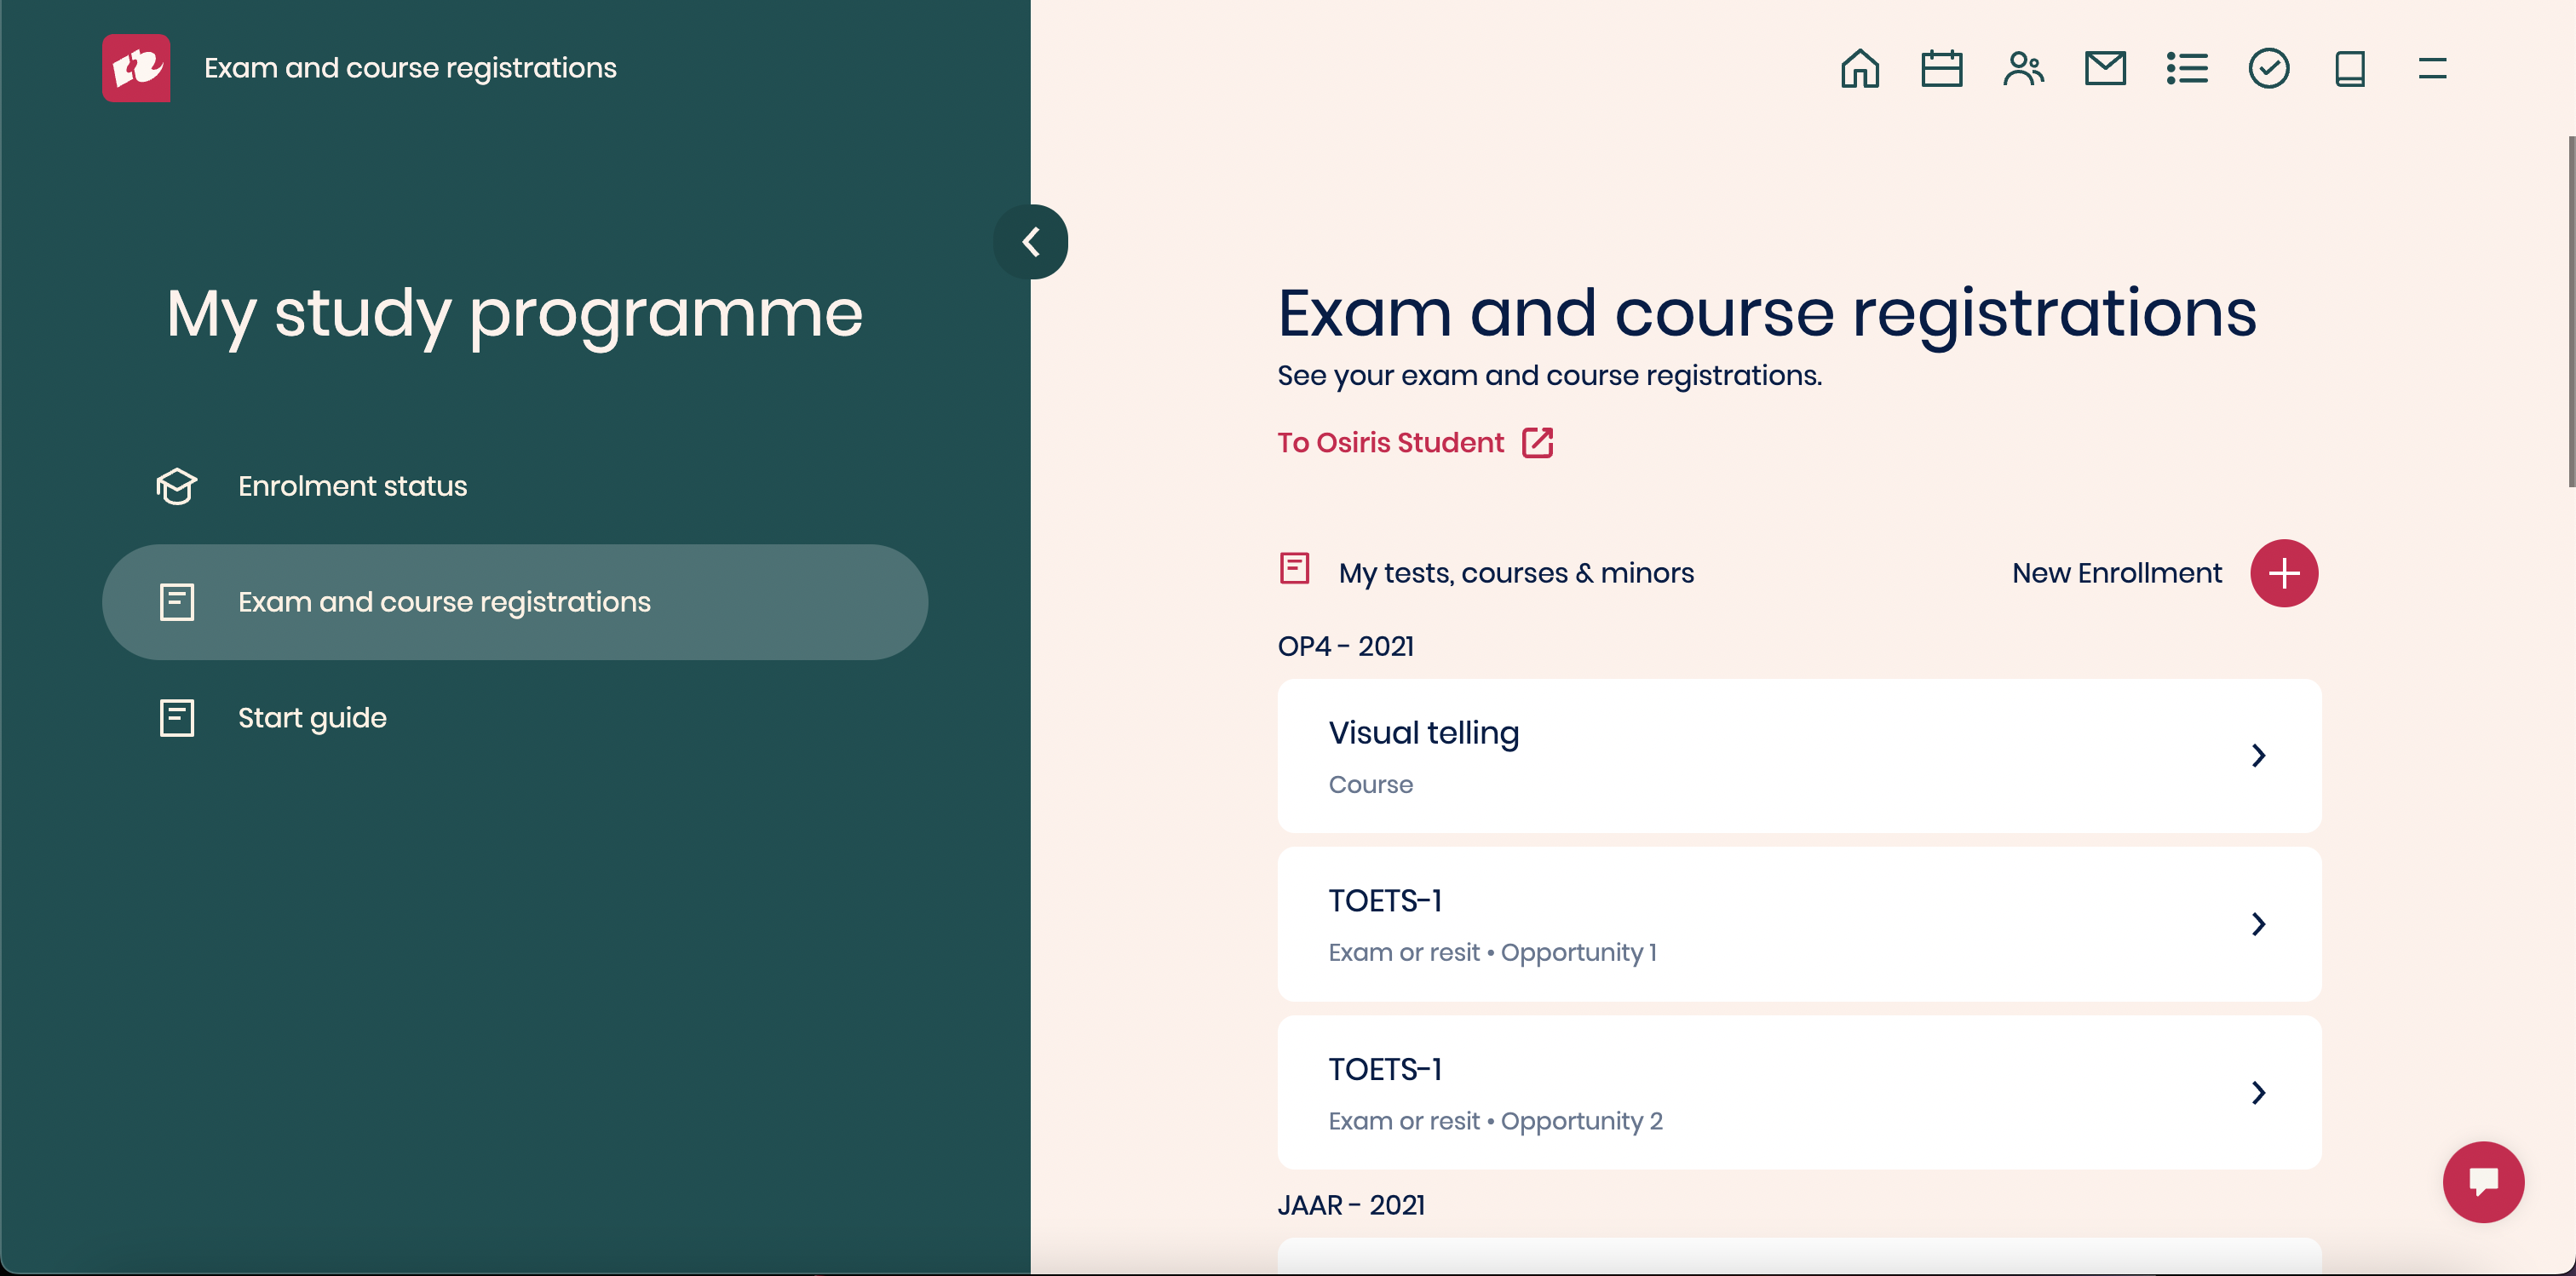 Exam and course registrations
My study programme
Enrolment status
Exam and course registrations
Start guide
Exam and course registrations
See your exam and course registrations.
To Osiris Student
My tests, courses & minors
New Enrollment
OP4 - 2021
Visual telling
Course
TOETS-1
Exam or resit • Opportunity 1
TOETS-1
Exam or resit • Opportunity 2
JAAR - 2021